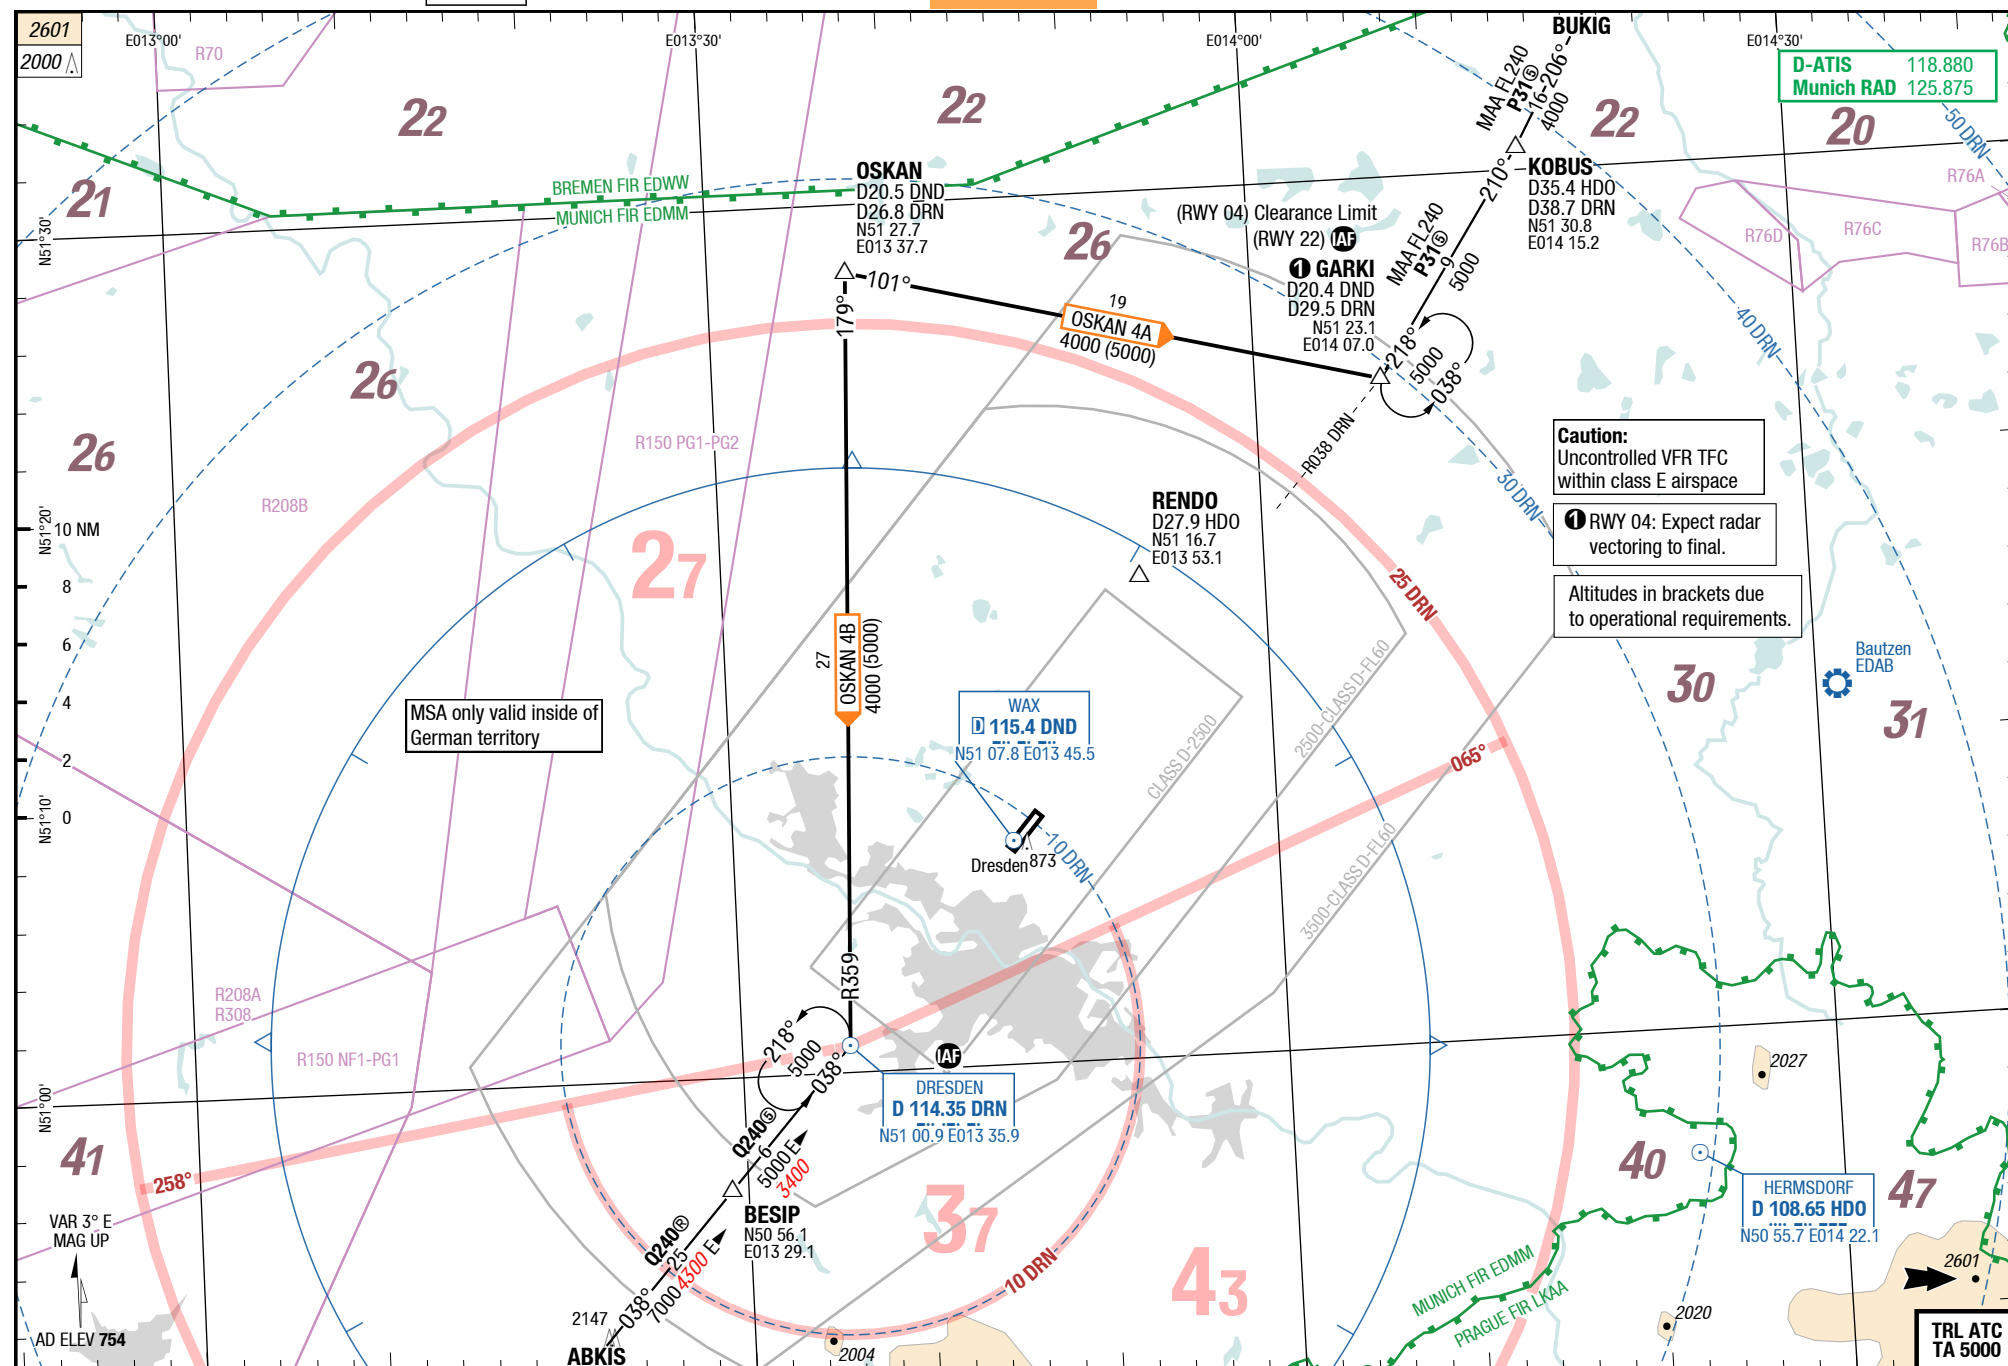 2601
2000
E013°00'
E013°30'
E014°00'
E014°30'
BUKIG
D-ATIS 118.880
Munich RAD 125.875
R70
22
22
22
20
21
MAA FL240
P31⑤
16-206°
4000
50 DRN
BREMEN FIR EDWW
MUNICH FIR EDMM
OSKAN
D20.5 DND
D26.8 DRN
N51 27.7
E013 37.7
KOBUS
D35.4 HDO
D38.7 DRN
N51 30.8
E014 15.2
210°
R76A
R76D
R76C
R76B
N51°30'
26
(RWY 04) Clearance Limit
(RWY 22) IAF
❶ GARKI
D20.4 DND
D29.5 DRN
N51 23.1
E014 07.0
MAA FL240
P31⑤
9
5000
101°
179°
19
OSKAN 4A
4000 (5000)
218°
5000
038°
40 DRN
26
26
R150 PG1-PG2
R208B
R038 DRN
30 DRN
Caution:
Uncontrolled VFR TFC
within class E airspace
❶ RWY 04: Expect radar
vectoring to final.
Altitudes in brackets due
to operational requirements.
RENDO
D27.9 HDO
N51 16.7
E013 53.1
N51°20'
10 NM
8
6
4
2
0
27
25 DRN
27
OSKAN 4B
4000 (5000)
Bautzen
EDAB
30
31
MSA only valid inside of
German territory
WAX
D 115.4 DND
N51 07.8 E013 45.5
CLASS D-2500
2500-CLASS D-FL60
3500-CLASS D-FL60
065°
N51°10'
Dresden
873
10 DRN
R359
R208A
R308
R150 NF1-PG1
218°
5000
038°
IAF
DRESDEN
D 114.35 DRN
N51 00.9 E013 35.9
2027
N51°00'
41
258°
Q240⑤
6
5000 E
3400
BESIP
N50 56.1
E013 29.1
37
40
HERMSDORF
D 108.65 HDO
N50 55.7 E014 22.1
47
VAR 3° E
MAG UP
Q240Ⓡ
25
4300 E
038°
7000
10 DRN
43
MUNICH FIR EDMM
PRAGUE FIR LKAA
2601
2147
2020
AD ELEV 754
ABKIS
2004
TRL ATC
TA 5000